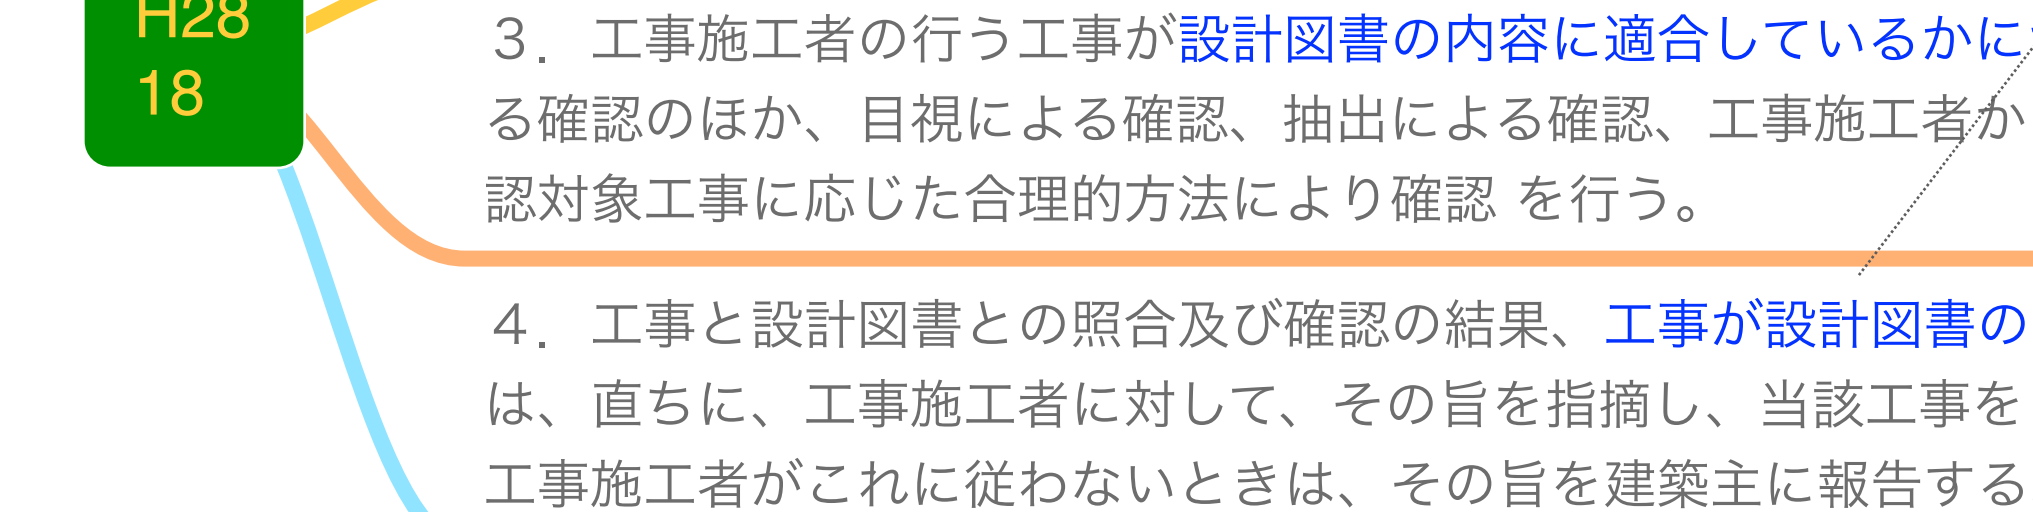 H28
18
３．工事施工者の行う工事が設計図書の内容に適合しているかに
る確認のほか、目視による確認、抽出による確認、工事施工者か
認対象工事に応じた合理的方法により確認 を行う。
４．工事と設計図書との照合及び確認の結果、工事が設計図書の
は、直ちに、工事施工者に対して、その旨を指摘し、当該工事を
工事施工者がこれに従わないときは、その旨を建築主に報告する